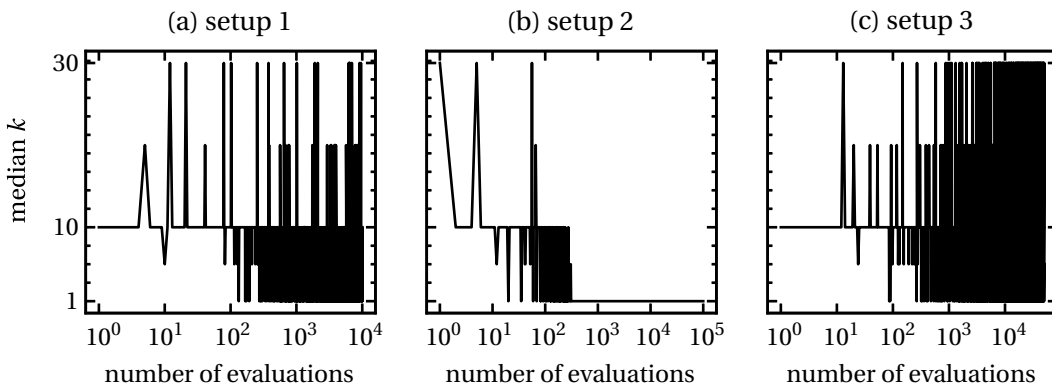 (a) setup 1
(b) setup 2
(c) setup 3
median k
30
10
1
10^0 10^1 10^2 10^3 10^4
10^0 10^1 10^2 10^3 10^4 10^5
10^0 10^1 10^2 10^3 10^4
number of evaluations
number of evaluations
number of evaluations